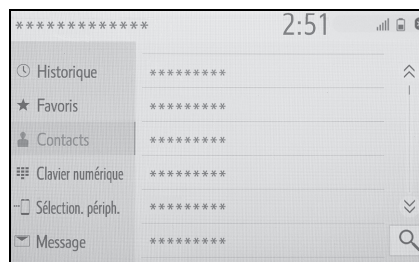 ************* 2:51
Historique *********
Favoris *********
Contacts *********
Clavier numérique *********
Sélection. périph. *********
Message *********